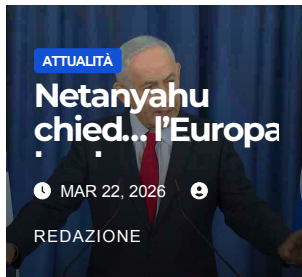 ATTUALITÀ
Netanyahu
chied... l'Europa
MAR 22, 2026
REDAZIONE